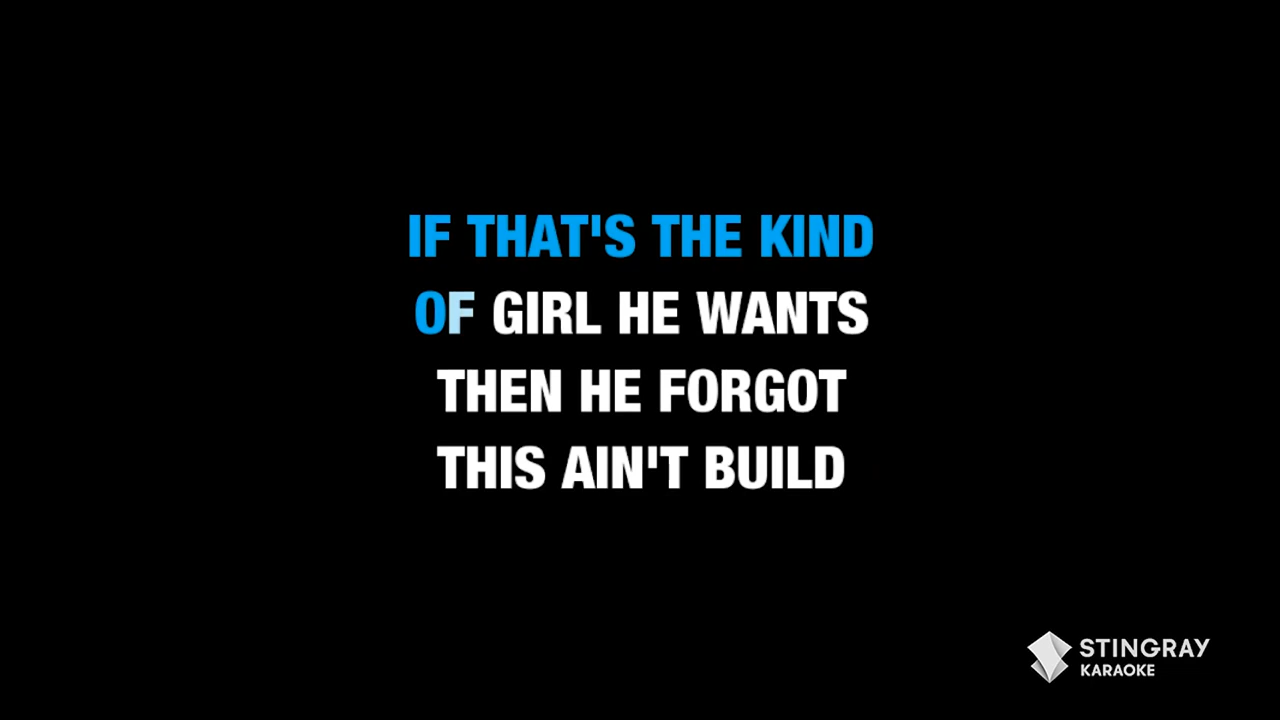 IF THAT'S THE KIND
OF GIRL HE WANTS
THEN HE FORGOT
THIS AIN'T BUILD
STINGRAY
KARAOKE